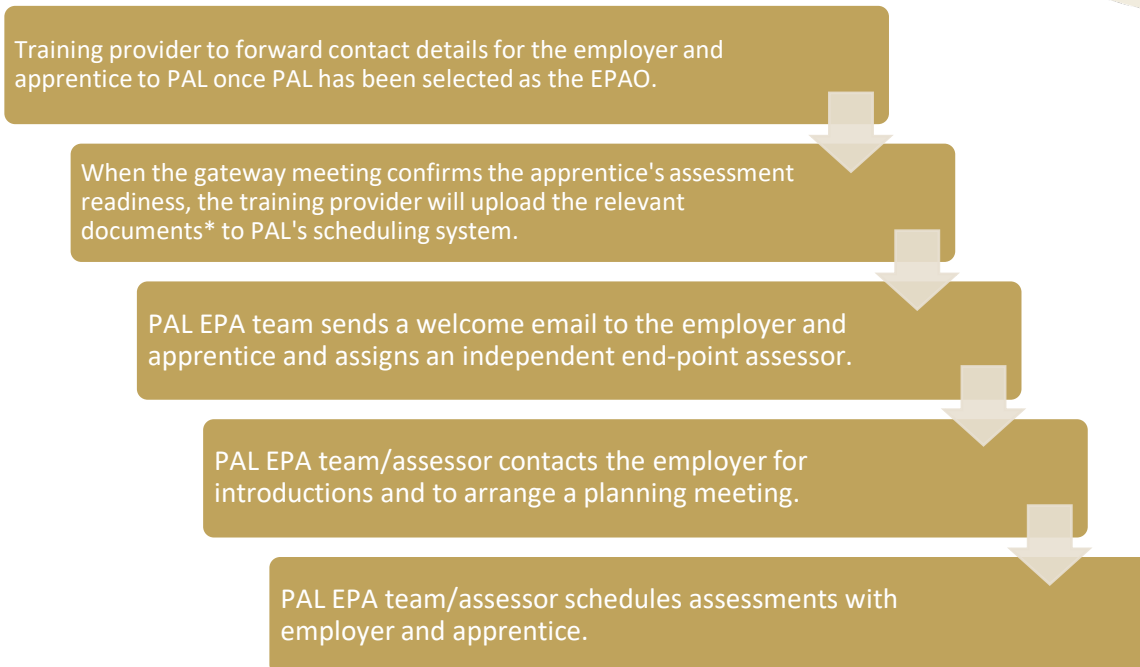 Training provider to forward contact details for the employer and
apprentice to PAL once PAL has been selected as the EPAO.
When the gateway meeting confirms the apprentice's assessment
readiness, the training provider will upload the relevant
documents* to PAL's scheduling system.
PAL EPA team sends a welcome email to the employer and
apprentice and assigns an independent end-point assessor.
PAL EPA team/assessor contacts the employer for
introductions and to arrange a planning meeting.
PAL EPA team/assessor schedules assessments with
employer and apprentice.